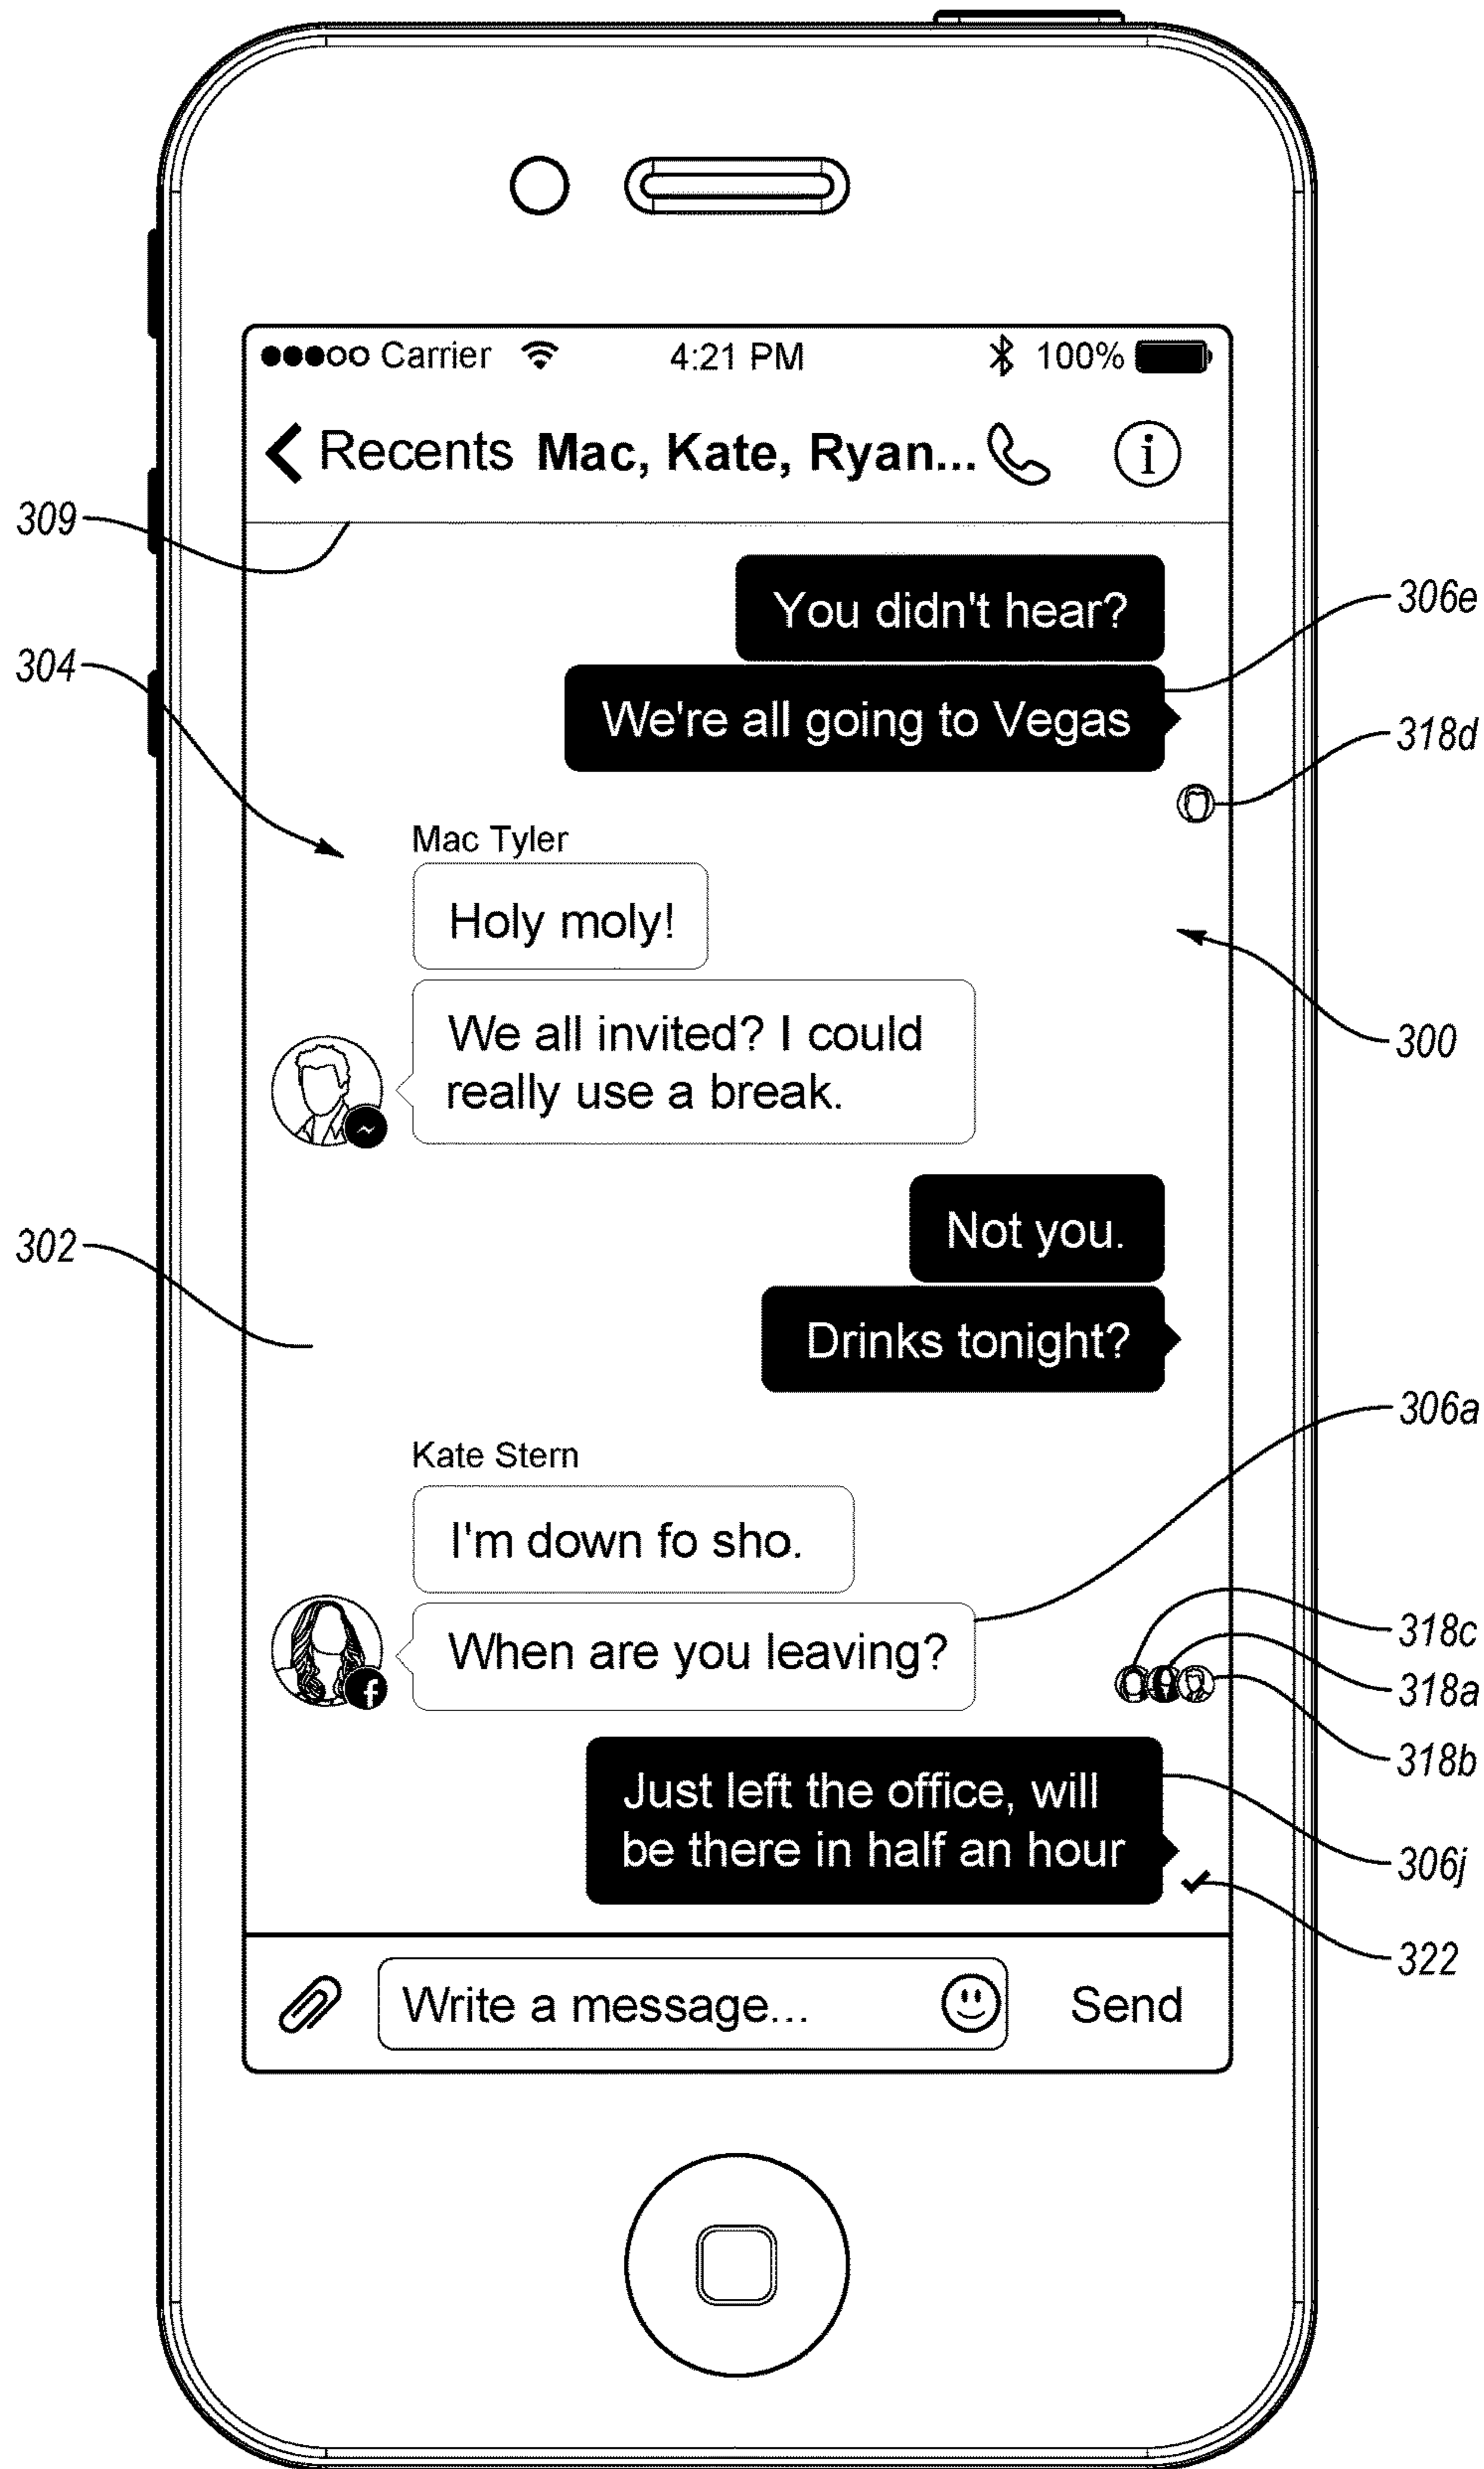 ●●●○○ Carrier 4:21 PM 100%
Recents Mac, Kate, Ryan...
309
You didn't hear?
306e
304
We're all going to Vegas
318d
Mac Tyler
Holy moly!
We all invited? I could
300
really use a break.
Not you.
302
Drinks tonight?
306a
Kate Stern
I'm down fo sho.
When are you leaving?
318c
318a
318b
Just left the office, will
be there in half an hour
306j
322
Write a message...
Send